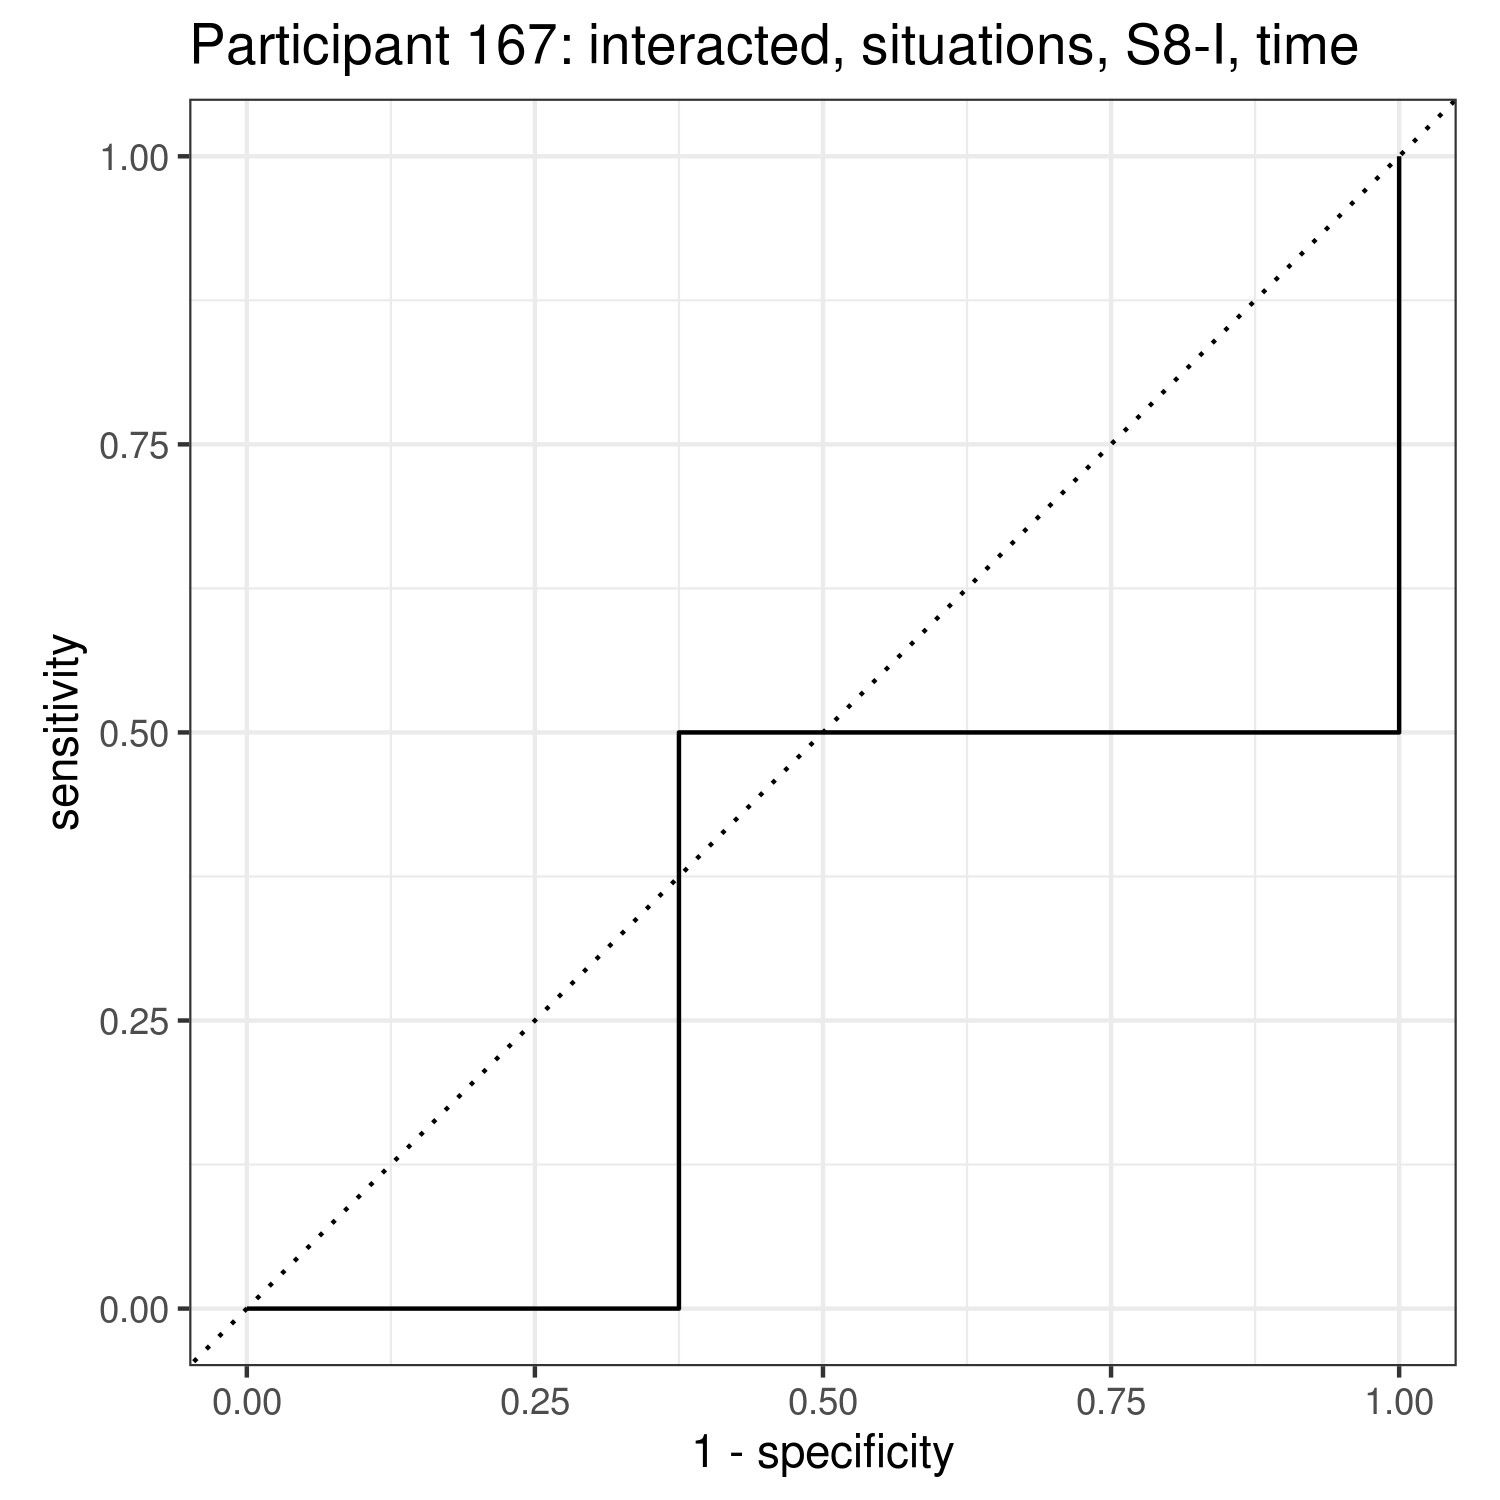 Participant 167: interacted, situations, S8-I, time
1.00
0.75
0.50
0.25
0.00
sensitivity
0.00 0.25 0.50 0.75 1.00
1 - specificity